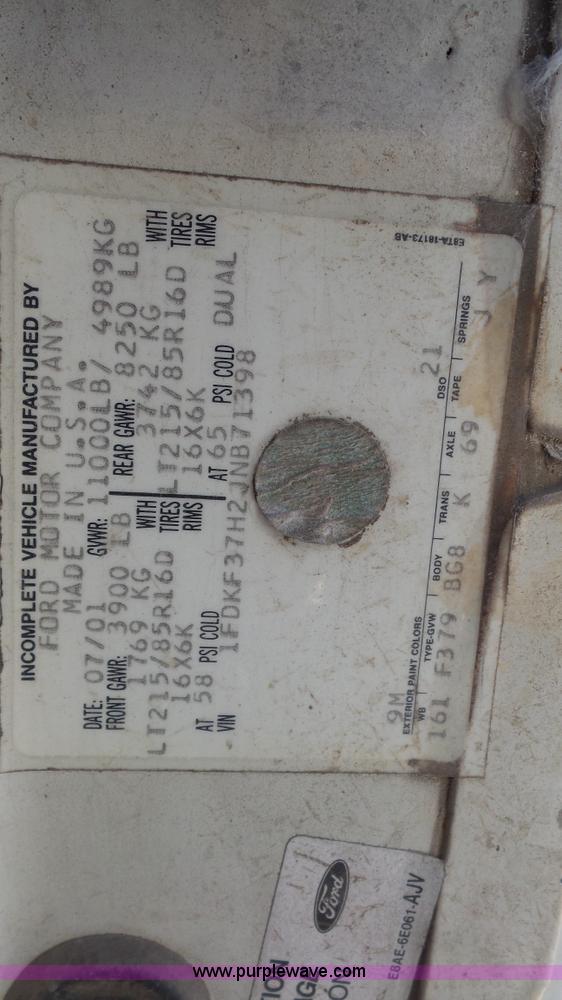 INCOMPLETE VEHICLE MANUFACTURED BY
FORD MOTOR COMPANY
MADE IN U.S.A.
DATE: 07/01 GVWR: 11000LB/ 4989KG
FRONT GAWR: 3900 LB REAR GAWR: 8250 LB
1769 KG WITH 3742 KG WITH
LT215/85R16D TIRES LT215/85R16D TIRES
16X6K RIMS 16X6K RIMS
AT 58 PSI COLD AT 65 PSI COLD DUAL
VIN 1FDKF37H2JNB71398
E8TA-18173-AB
9M
EXTERIOR PAINT COLORS DSO 21
WB TYPE-GVW BODY TRANS AXLE TAPE SPRINGS
161 F379 BG8 K 69 J Y
Ford
E8AE-6E061-AJV
www.purplewave.com